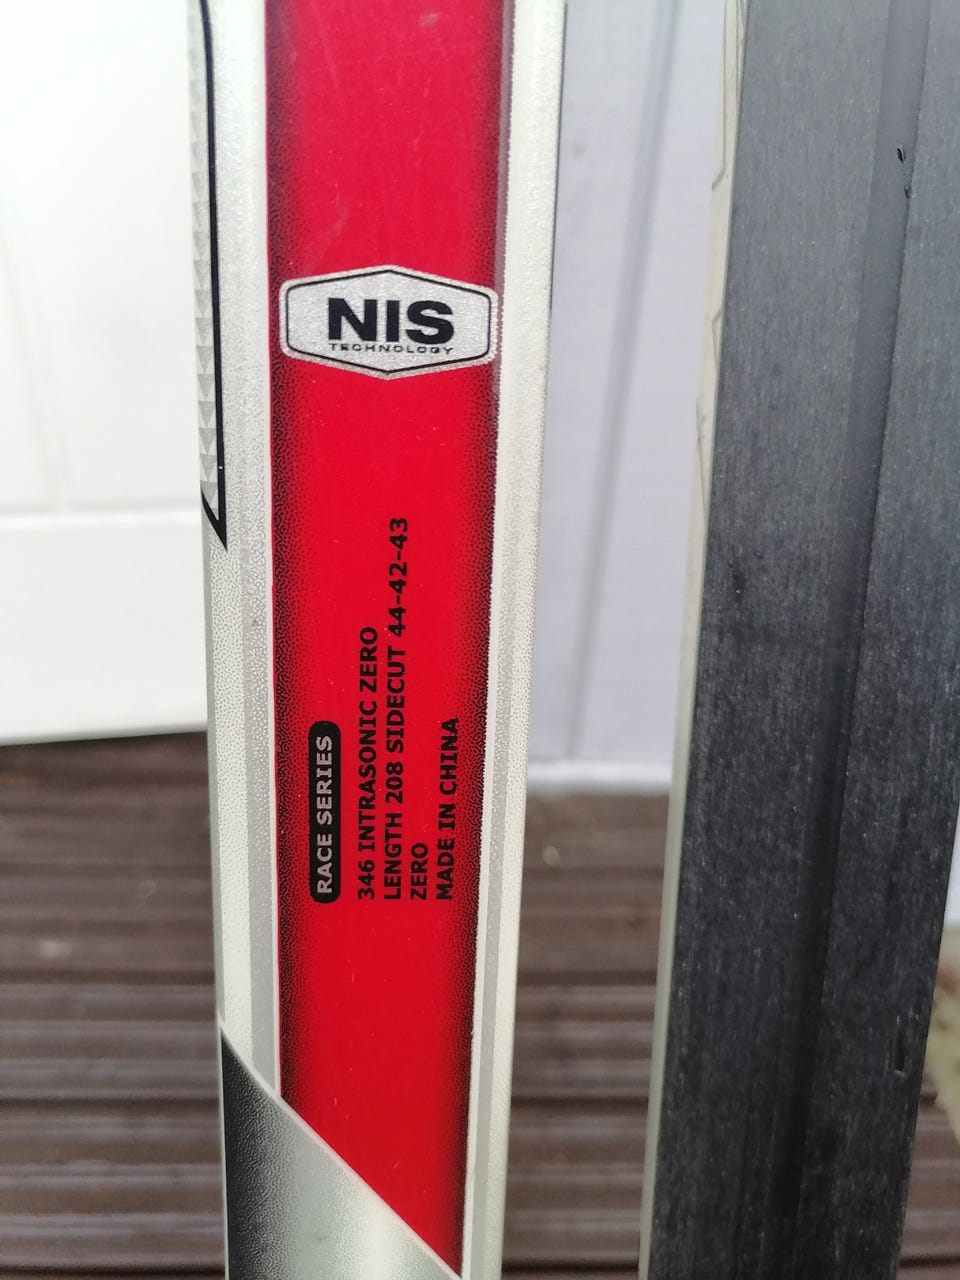 NIS
TECHNOLOGY
RACE SERIES
346 INTRASONIC ZERO
LENGTH 208 SIDECUT 44-42-43
ZERO
MADE IN CHINA